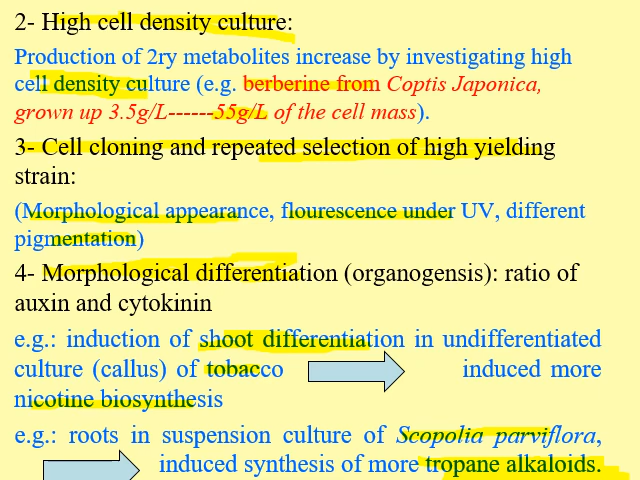 2- High cell density culture:
Production of 2ry metabolites increase by investigating high
cell density culture (e.g. berberine from Coptis Japonica,
grown up 3.5g/L------55g/L of the cell mass).
3- Cell cloning and repeated selection of high yielding
strain:
(Morphological appearance, flourescence under UV, different
pigmentation)
4- Morphological differentiation (organogensis): ratio of
auxin and cytokinin
e.g.: induction of shoot differentiation in undifferentiated
culture (callus) of tobacco induced more
nicotine biosynthesis
e.g.: roots in suspension culture of Scopolia parviflora,
induced synthesis of more tropane alkaloids.